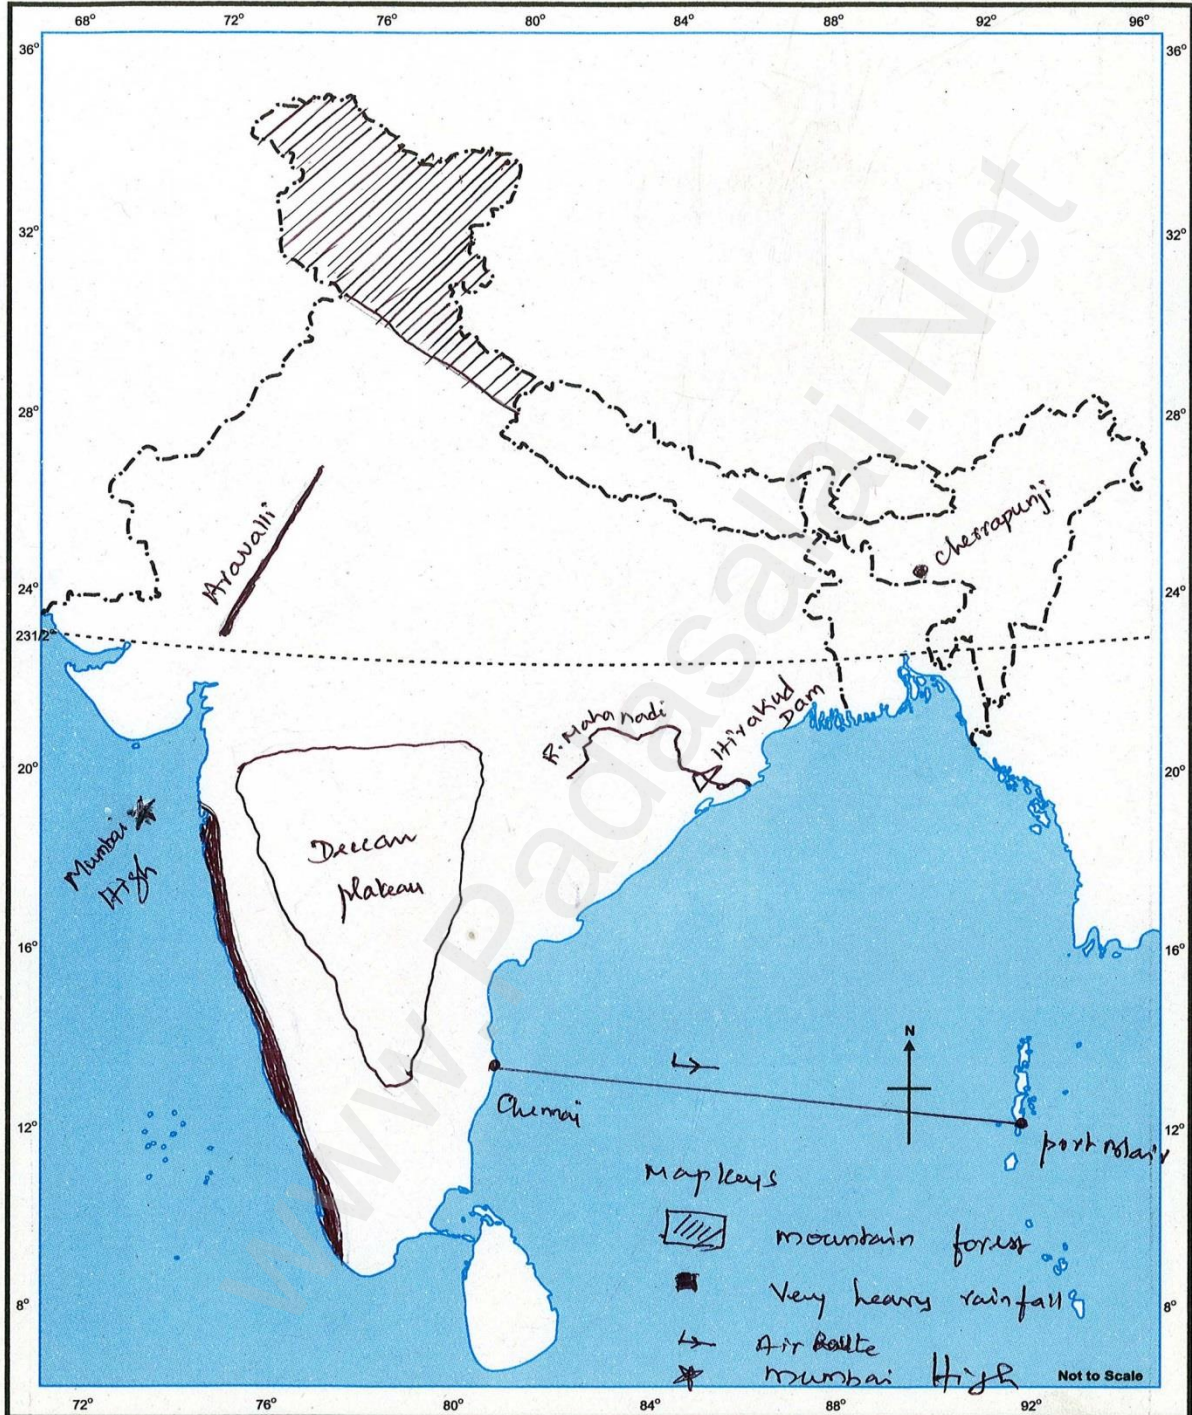 68° 72° 76° 80° 84° 88° 92° 96°
36° 36°
32° 32°
28° 28°
Aravalli
Cherrapunji
24° 24°
231/2°
R. Mahanadi
Hirakud
Dam
20° 20°
Mumbai
High
Deccan
plateau
16° 16°
N
Chennai
12° 12°
port Blair
Map keys
mountain forest
Very heavy rainfall
8° 8°
Air Route
Mumbai High
Not to Scale
72° 76° 80° 84° 88° 92°
www.Padasalai.Net